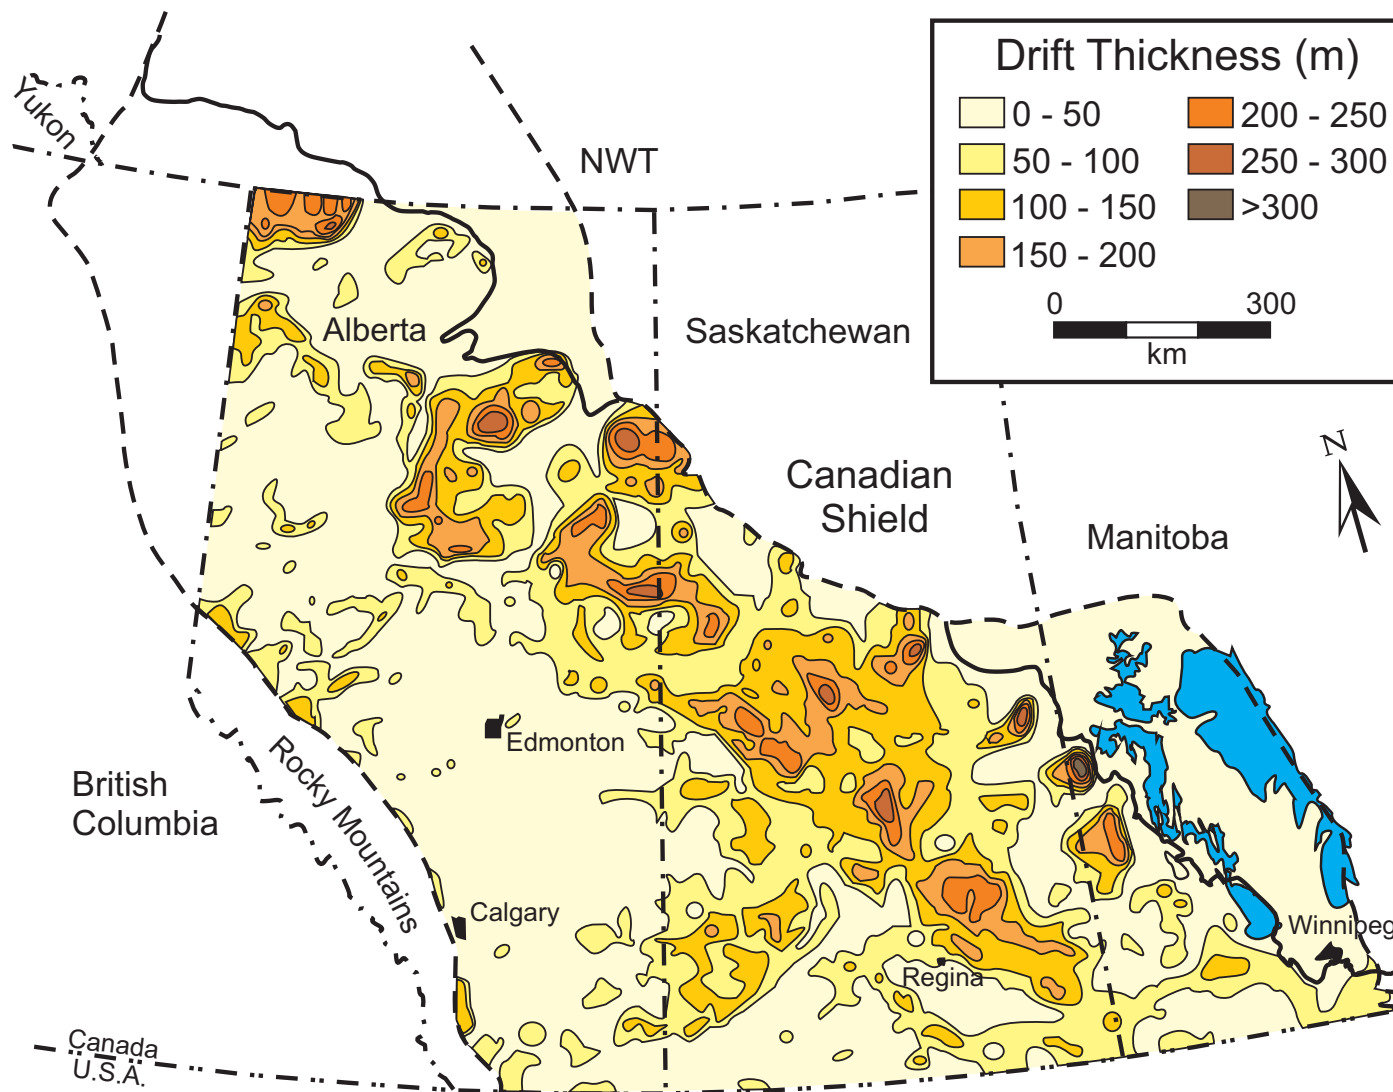 Yukon
NWT
Drift Thickness (m)
0 - 50
50 - 100
100 - 150
150 - 200
200 - 250
250 - 300
>300
0 300
km
Alberta
Saskatchewan
N
Canadian
Shield
Manitoba
Edmonton
Rocky Mountains
British
Columbia
Calgary
Winnipeg
Regina
Canada
U.S.A.